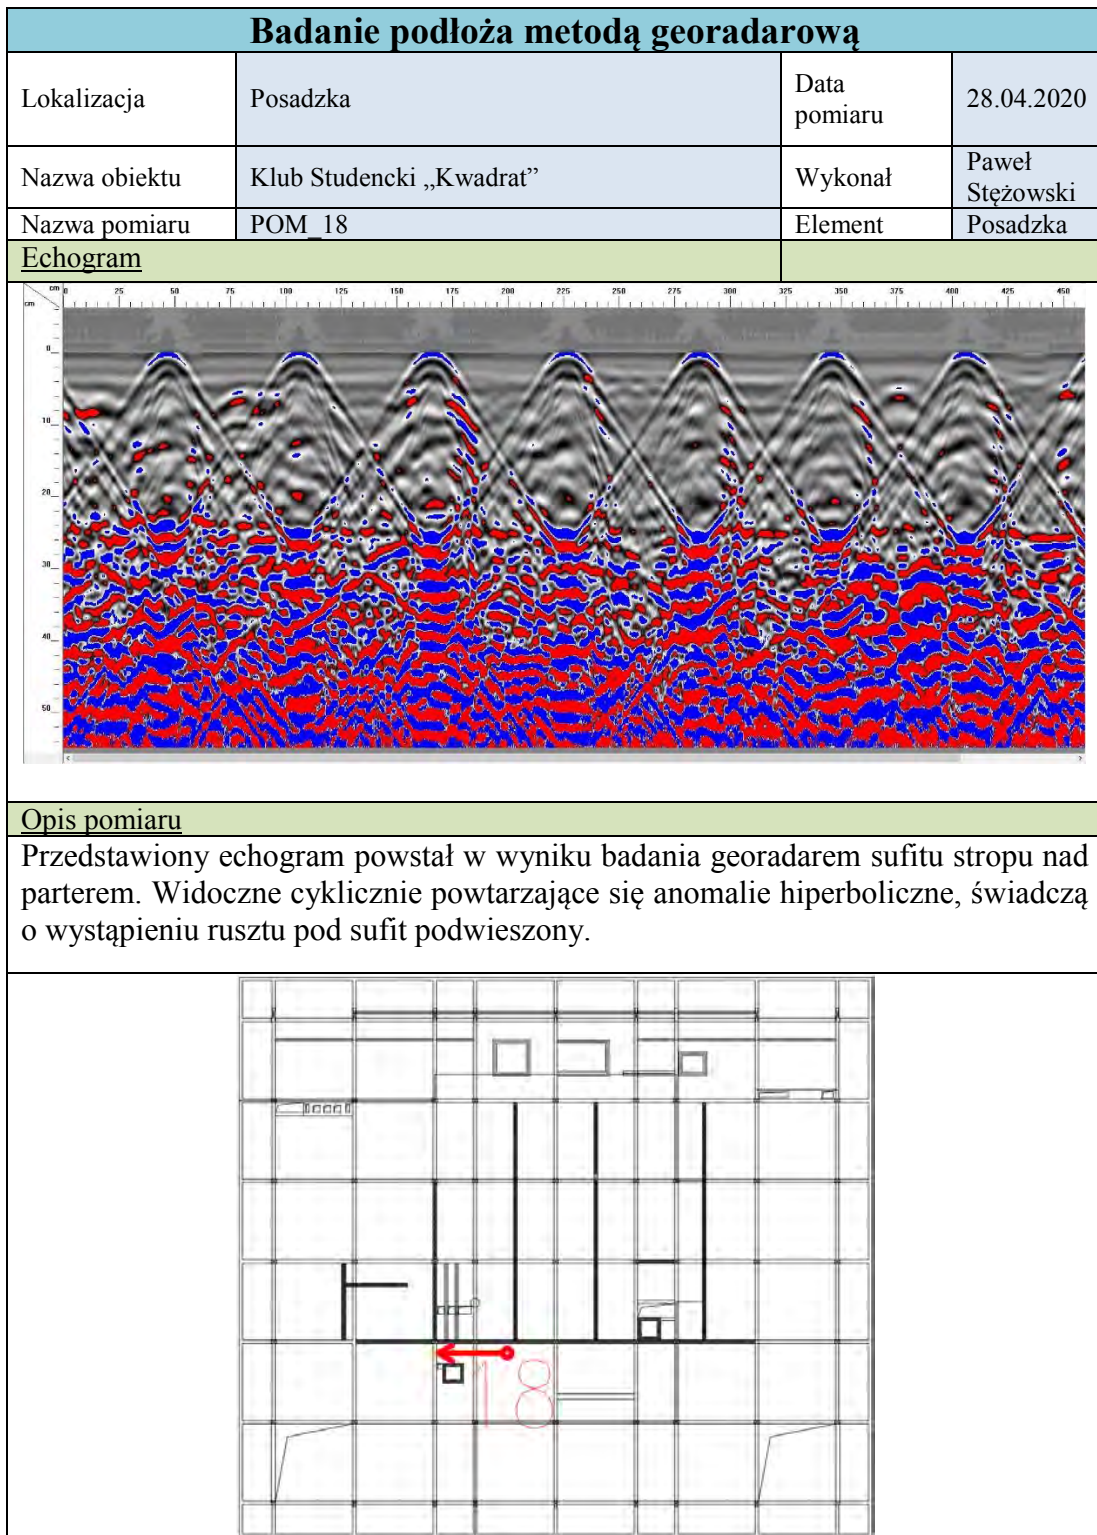 Badanie podłoża metodą georadarową
Lokalizacja
Posadzka
Data
pomiaru
28.04.2020
Nazwa obiektu
Klub Studencki „Kwadrat”
Wykonał
Paweł
Stężowski
Nazwa pomiaru
POM_18
Element
Posadzka
Echogram
cm 0 25 50 75 100 125 150 175 200 225 250 275 300 325 350 375 400 425 450
cm
0
10
20
30
40
50
Opis pomiaru
Przedstawiony echogram powstał w wyniku badania georadarem sufitu stropu nad
parterem. Widoczne cyklicznie powtarzające się anomalie hiperboliczne, świadczą
o wystąpieniu rusztu pod sufit podwieszony.
18